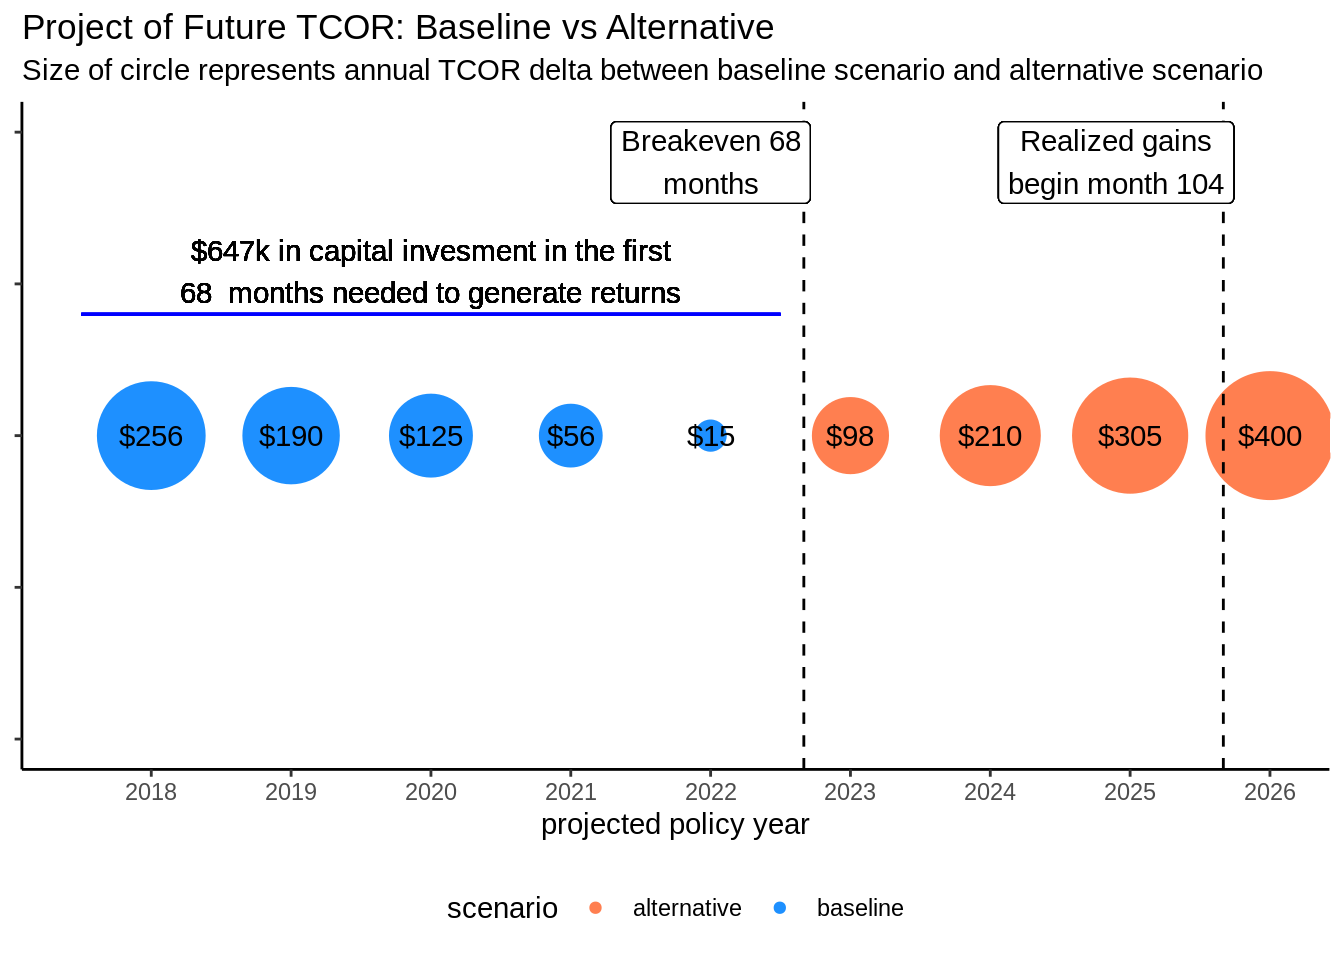 Project of Future TCOR: Baseline vs Alternative
Size of circle represents annual TCOR delta between baseline scenario and alternative scenario
Breakeven 68
months
Realized gains
begin month 104
$647k in capital invesment in the first
68  months needed to generate returns
$256 $190 $125 $56 $15 $98 $210 $305 $400
2018 2019 2020 2021 2022 2023 2024 2025 2026
projected policy year
scenario alternative baseline